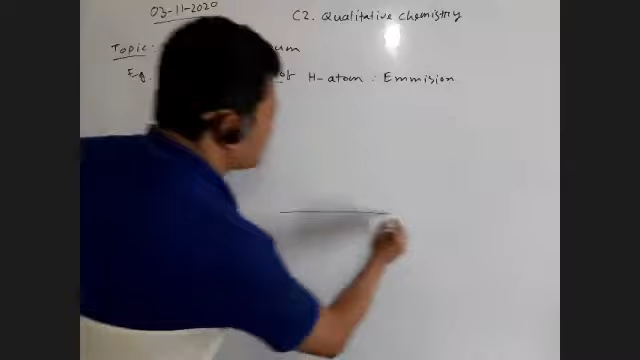 03-11-2020
C2. Qualitative chemistry
Topic: um
Eg. of H-atom : Emmision